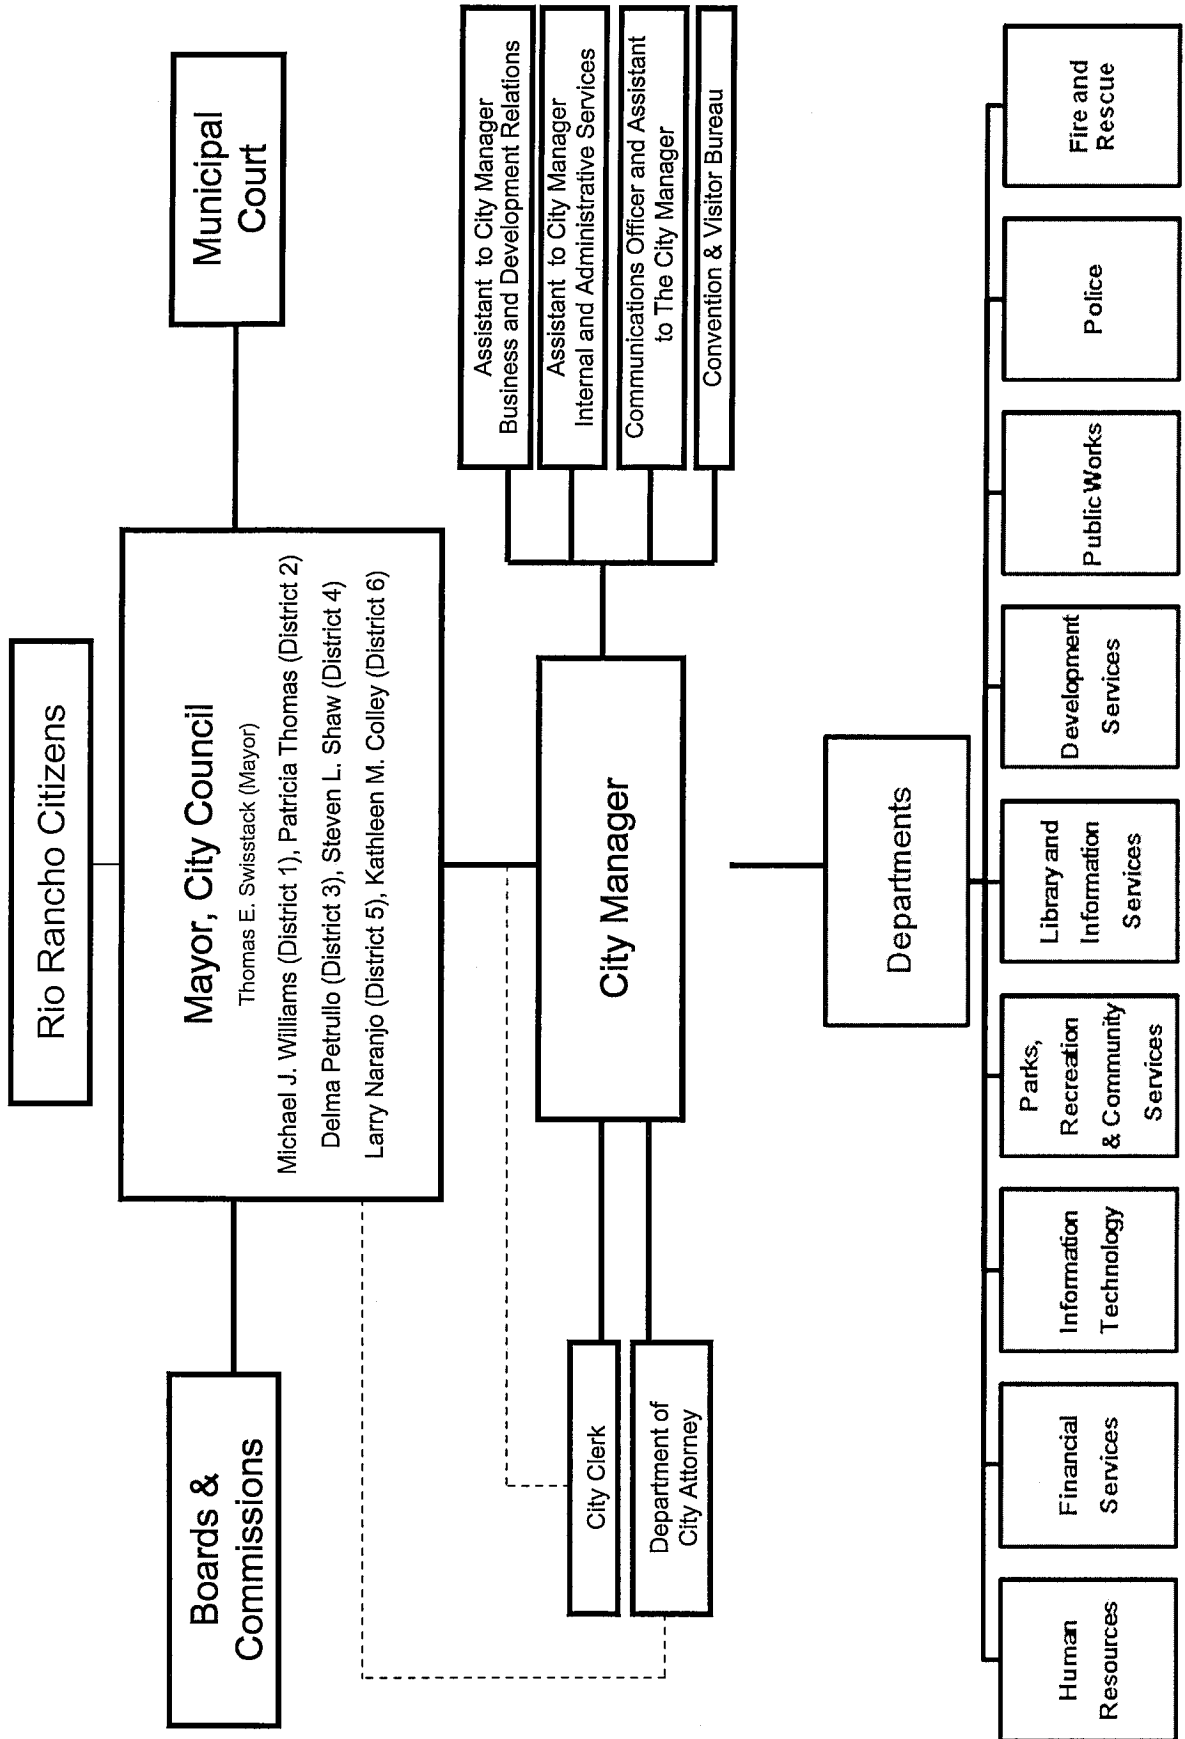 Rio Rancho Citizens
Mayor, City Council
Thomas E. Swisstack (Mayor)
Michael J. Williams (District 1), Patricia Thomas (District 2)
Delma Petrullo (District 3), Steven L. Shaw (District 4)
Larry Naranjo (District 5), Kathleen M. Colley (District 6)
Boards &
Commissions
Municipal
Court
City Manager
City Clerk
Department of
City Attorney
Assistant to City Manager
Business and Development Relations
Assistant to City Manager
Internal and Administrative Services
Communications Officer and Assistant
to The City Manager
Convention & Visitor Bureau
Departments
Human
Resources
Financial
Services
Information
Technology
Parks,
Recreation
& Community
Services
Library and
Information
Services
Development
Services
Public Works
Police
Fire and
Rescue